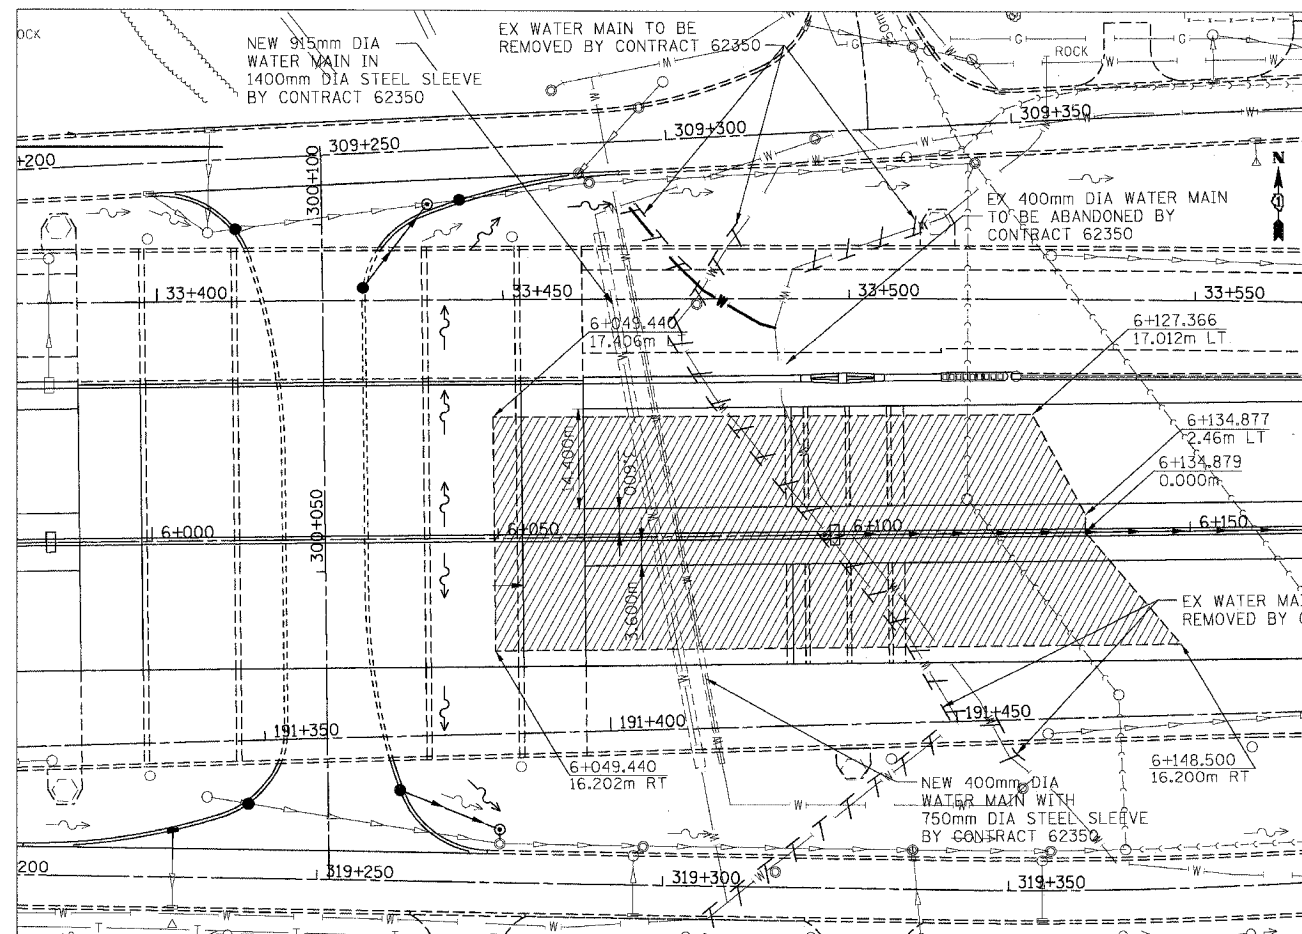 OCK
NEW 915mm DIA
WATER MAIN IN
1400mm DIA STEEL SLEEVE
BY CONTRACT 62350
EX WATER MAIN TO BE
REMOVED BY CONTRACT 62350
ROCK
+200
309+250
309+300
309+350
300+100
N
1
EX 400mm DIA WATER MAIN
TO BE ABANDONED BY
CONTRACT 62350
33+400
33+450
33+500
33+550
6+049.440
17.406m LT
6+127.366
17.012m LT
6+134.877
2.46m LT
6+134.879
0.000m
14.400m
3.600
300+050
6+000
6+050
6+100
6+150
3.600m
EX WATER MAI
REMOVED BY C
191+350
191+400
191+450
6+049.440
16.202m RT
6+148.500
16.200m RT
NEW 400mm DIA
WATER MAIN WITH
750mm DIA STEEL SLEEVE
BY CONTRACT 62350
200
319+250
319+300
319+350